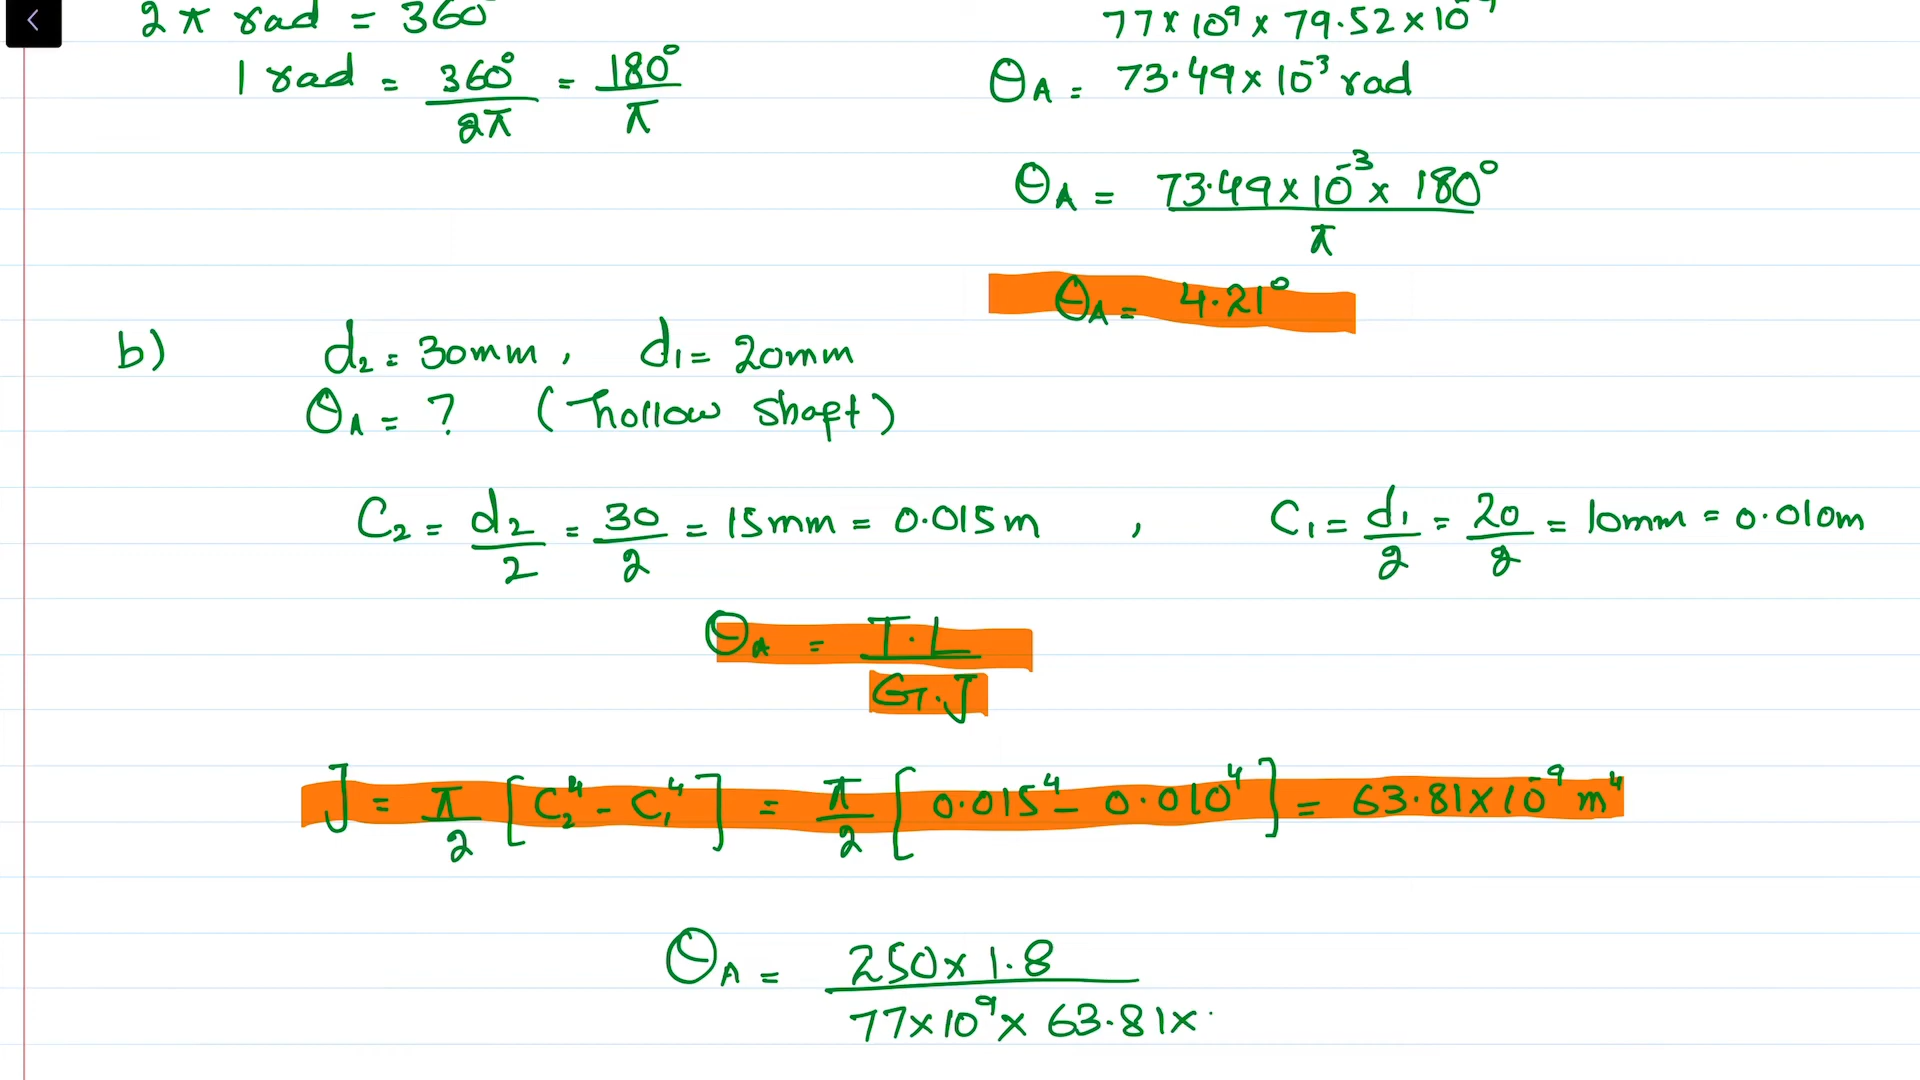 2π rad = 360°
1 rad = 360°/2π = 180°/π
77×10⁹ × 79.52×10⁻⁹
θA = 73.49×10⁻³ rad
θA = 73.49×10⁻³ × 180°/π
θA = 4.21°
b) d₂ = 30mm, d₁ = 20mm
θA = ? (hollow shaft)
C₂ = d₂/2 = 30/2 = 15mm = 0.015m , C₁ = d₁/2 = 20/2 = 10mm = 0.010m
θA = T.L/G.J
J = π/2 [C₂⁴ - C₁⁴] = π/2 [0.015⁴ - 0.010⁴] = 63.81×10⁻⁹ m⁴
θA = 250×1.8/77×10⁹× 63.81×